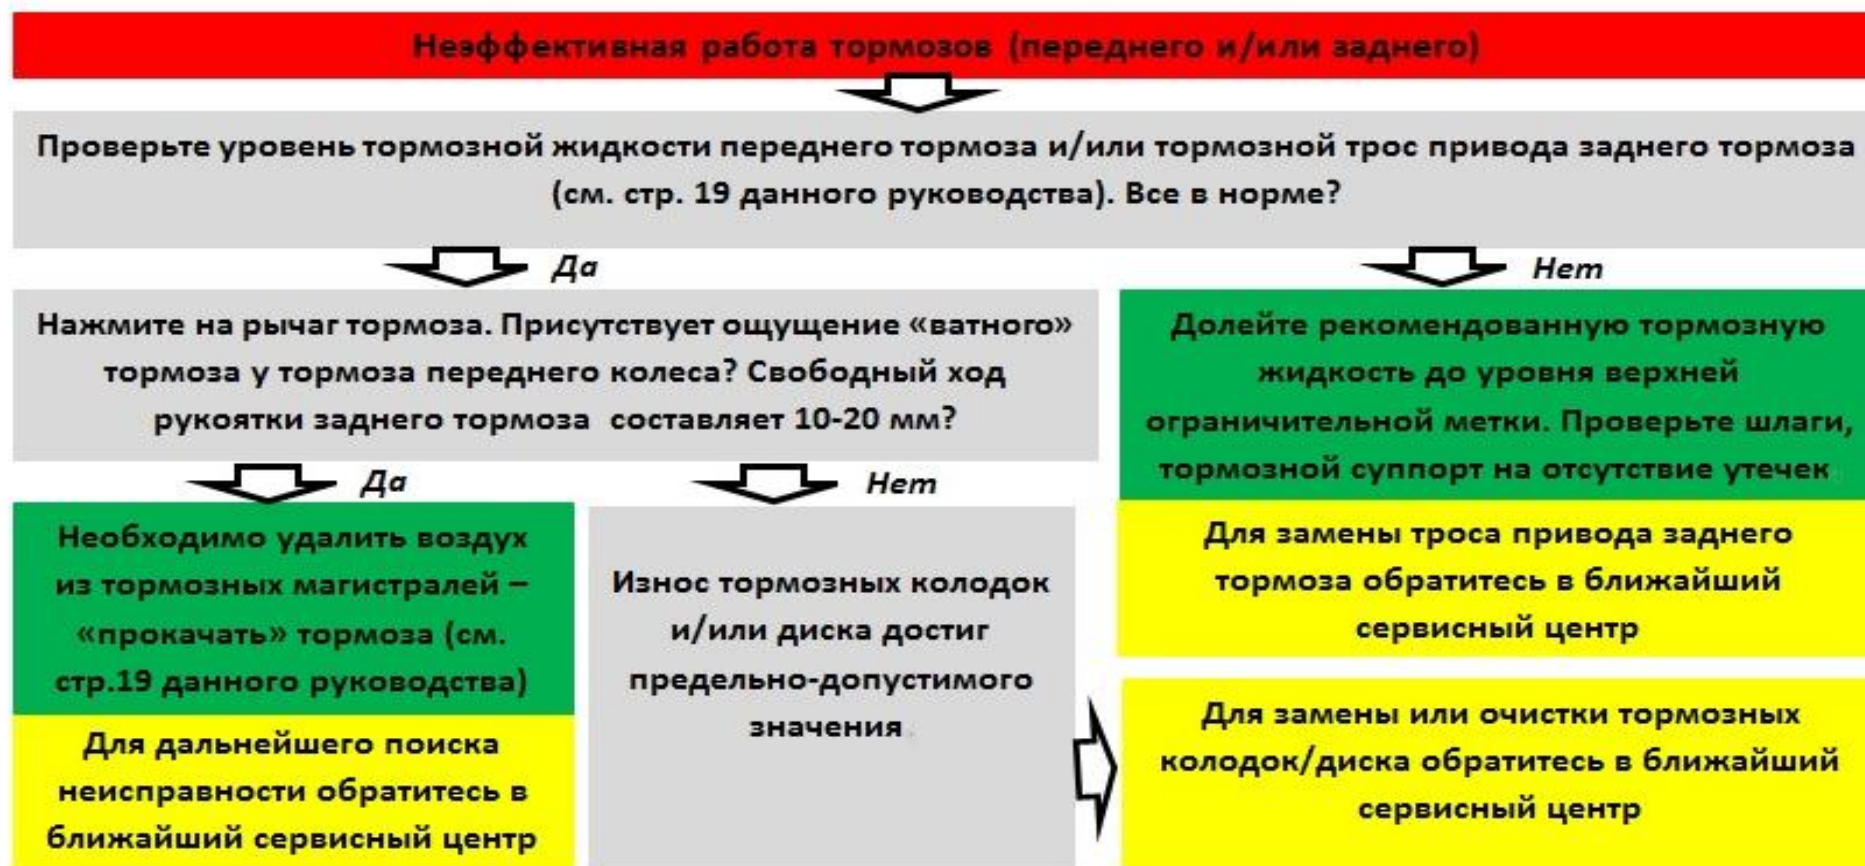 Неэффективная работа тормозов (переднего и/или заднего)
Проверьте уровень тормозной жидкости переднего тормоза и/или тормозной трос привода заднего тормоза
(см. стр. 19 данного руководства). Все в норме?
Да
Нет
Нажмите на рычаг тормоза. Присутствует ощущение «ватного»
тормоза у тормоза переднего колеса? Свободный ход
рукоятки заднего тормоза составляет 10-20 мм?
Долейте рекомендованную тормозную
жидкость до уровня верхней
ограничительной метки. Проверьте шлаги,
тормозной суппорт на отсутствие утечек
Да
Нет
Необходимо удалить воздух
из тормозных магистралей –
«прокачать» тормоза (см.
стр.19 данного руководства)
Для дальнейшего поиска
неисправности обратитесь в
ближайший сервисный центр
Износ тормозных колодок
и/или диска достиг
предельно-допустимого
значения
Для замены троса привода заднего
тормоза обратитесь в ближайший
сервисный центр
Для замены или очистки тормозных
колодок/диска обратитесь в ближайший
сервисный центр